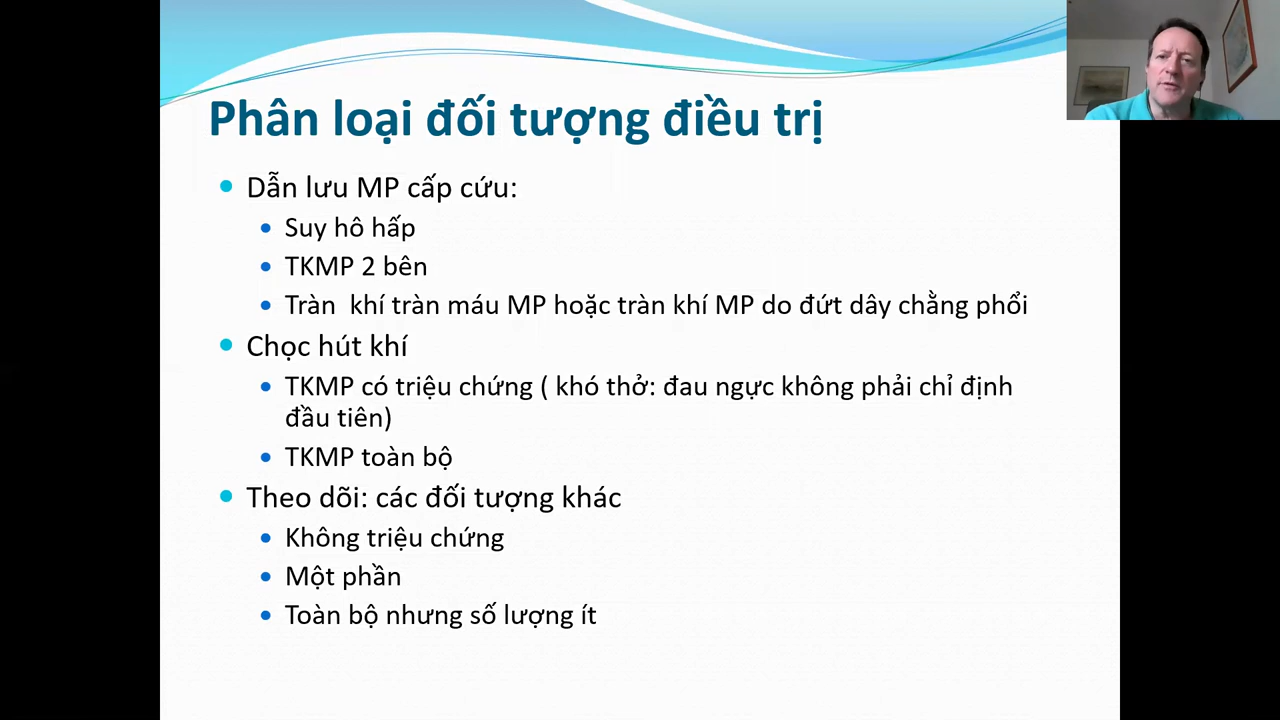 Phân loại đối tượng điều trị
Dẫn lưu MP cấp cứu:
Suy hô hấp
TKMP 2 bên
Tràn khí tràn máu MP hoặc tràn khí MP do đứt dây chằng phổi
Chọc hút khí
TKMP có triệu chứng ( khó thở: đau ngực không phải chỉ định
đầu tiên)
TKMP toàn bộ
Theo dõi: các đối tượng khác
Không triệu chứng
Một phần
Toàn bộ nhưng số lượng ít